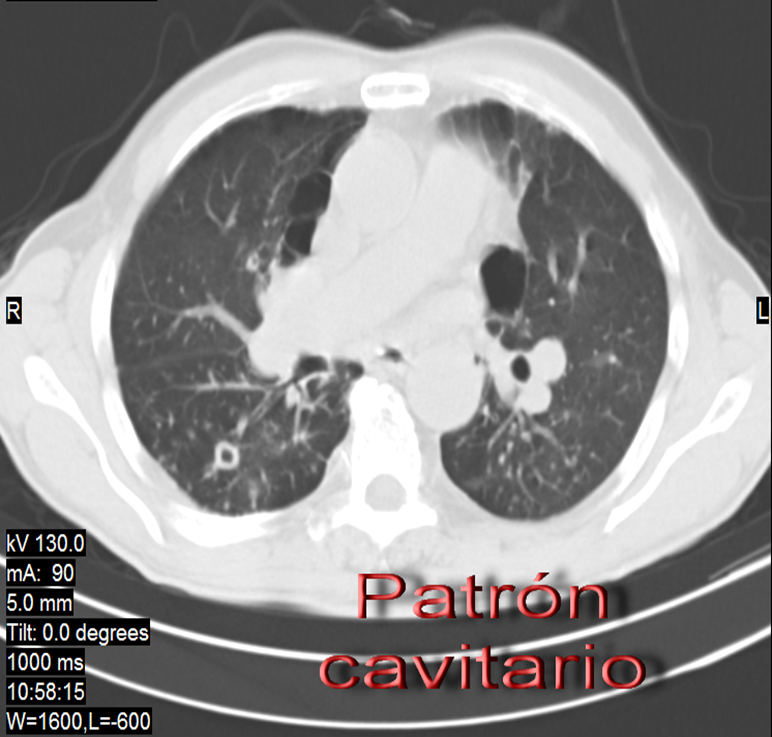 R
L
kV 130.0
mA: 90
5.0 mm
Tilt: 0.0 degrees
1000 ms
10:58:15
W=1600,L=-600
Patrón
cavitario